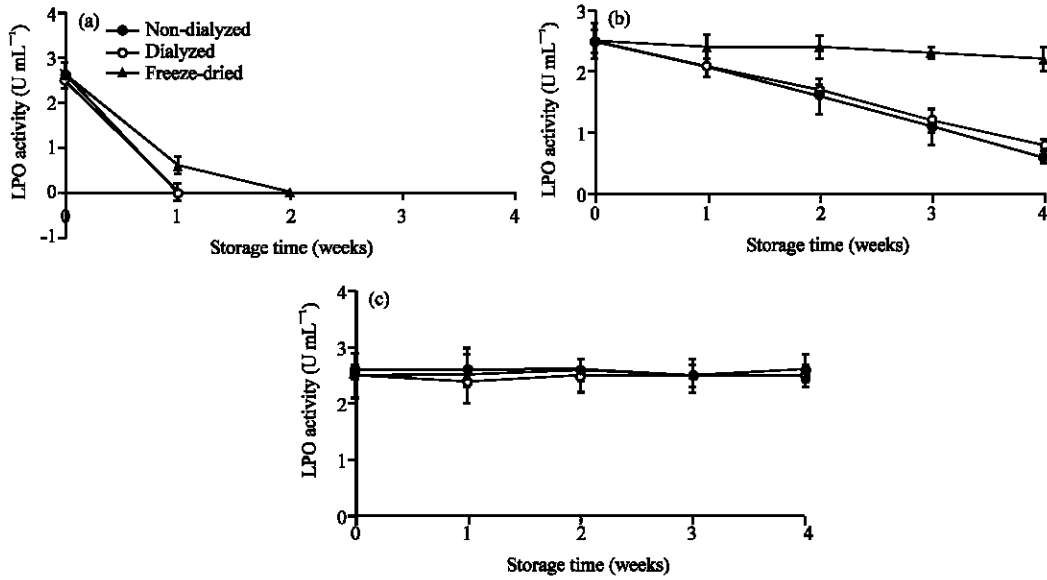 (a)
Non-dialyzed
Dialyzed
Freeze-dried
LPO activity (U mL⁻¹)
4
3
2
1
0
-1
0 1 2 3 4
Storage time (weeks)
(b)
LPO activity (U mL⁻¹)
3
2
1
0
0 1 2 3 4
Storage time (weeks)
(c)
LPO activity (U mL⁻¹)
4
3
2
1
0
0 1 2 3 4
Storage time (weeks)